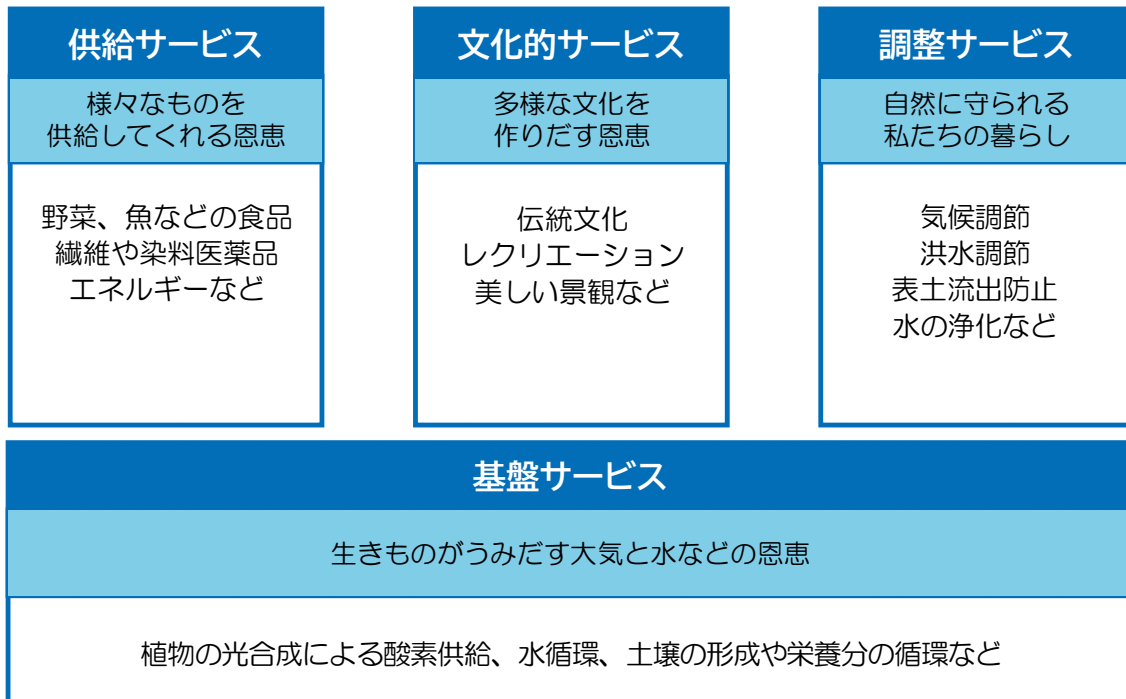 供給サービス
様々なものを
供給してくれる恩恵
野菜、魚などの食品
繊維や染料医薬品
エネルギーなど
文化的サービス
多様な文化を
作りだす恩恵
伝統文化
レクリエーション
美しい景観など
調整サービス
自然に守られる
私たちの暮らし
気候調節
洪水調節
表土流出防止
水の浄化など
基盤サービス
生きものがうみだす大気と水などの恩恵
植物の光合成による酸素供給、水循環、土壌の形成や栄養分の循環など